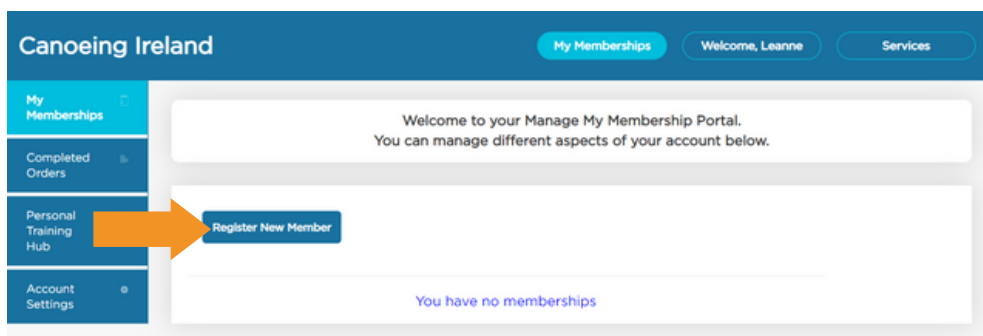 Canoeing Ireland
My Memberships
Welcome, Leanne
Services
My
Memberships
Completed
Orders
Personal
Training
Hub
Account
Settings
Welcome to your Manage My Membership Portal.
You can manage different aspects of your account below.
Register New Member
You have no memberships